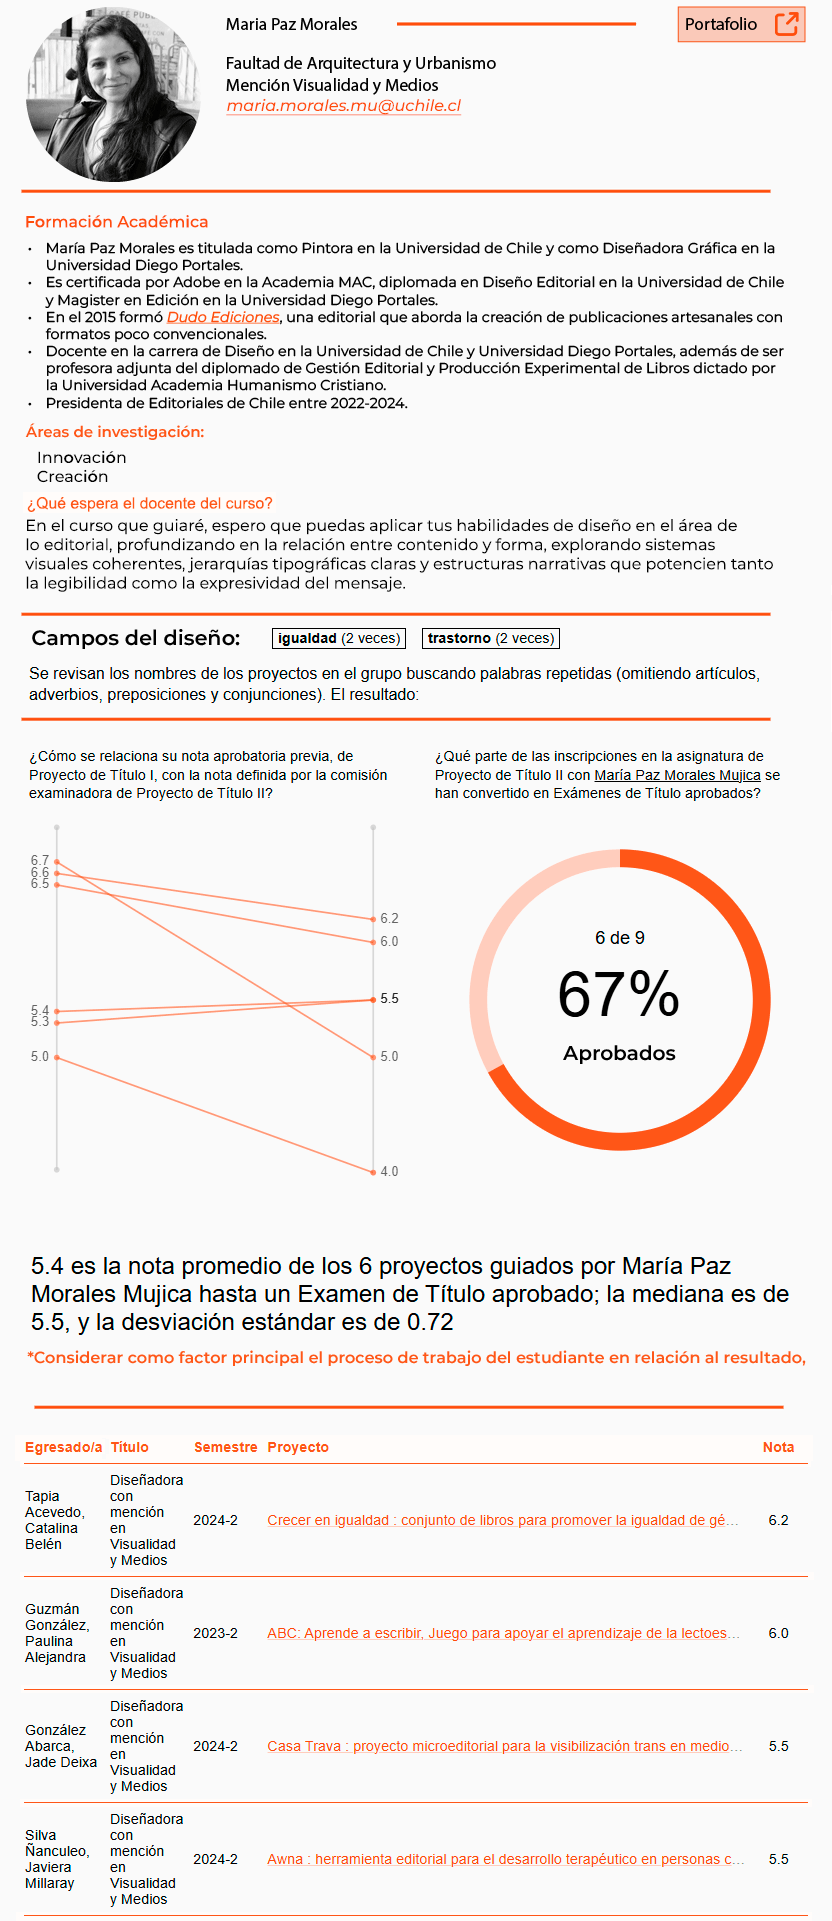 Maria Paz Morales
Portafolio
Faultad de Arquitectura y Urbanismo
Mención Visualidad y Medios
maria.morales.mu@uchile.cl
Formación Académica
• María Paz Morales es titulada como Pintora en la Universidad de Chile y como Diseñadora Gráfica en la
Universidad Diego Portales.
• Es certificada por Adobe en la Academia MAC, diplomada en Diseño Editorial en la Universidad de Chile
y Magister en Edición en la Universidad Diego Portales.
• En el 2015 formó Dudo Ediciones, una editorial que aborda la creación de publicaciones artesanales con
formatos poco convencionales.
• Docente en la carrera de Diseño en la Universidad de Chile y Universidad Diego Portales, además de ser
profesora adjunta del diplomado de Gestión Editorial y Producción Experimental de Libros dictado por
la Universidad Academia Humanismo Cristiano.
• Presidenta de Editoriales de Chile entre 2022-2024.
Áreas de investigación:
Innovación
Creación
¿Qué espera el docente del curso?
En el curso que guiaré, espero que puedas aplicar tus habilidades de diseño en el área de
lo editorial, profundizando en la relación entre contenido y forma, explorando sistemas
visuales coherentes, jerarquías tipográficas claras y estructuras narrativas que potencien tanto
la legibilidad como la expresividad del mensaje.
Campos del diseño:
igualdad (2 veces)
trastorno (2 veces)
Se revisan los nombres de los proyectos en el grupo buscando palabras repetidas (omitiendo artículos,
adverbios, preposiciones y conjunciones). El resultado:
¿Cómo se relaciona su nota aprobatoria previa, de
Proyecto de Título I, con la nota definida por la comisión
examinadora de Proyecto de Título II?
6.7
6.6
6.5
5.4
5.3
5.0
6.2
6.0
5.5
5.0
4.0
¿Qué parte de las inscripciones en la asignatura de
Proyecto de Título II con María Paz Morales Mujica se
han convertido en Exámenes de Título aprobados?
6 de 9
67%
Aprobados
5.4 es la nota promedio de los 6 proyectos guiados por María Paz
Morales Mujica hasta un Examen de Título aprobado; la mediana es de
5.5, y la desviación estándar es de 0.72
*Considerar como factor principal el proceso de trabajo del estudiante en relación al resultado,
Egresado/a Título Semestre Proyecto Nota
Tapia
Acevedo,
Catalina
Belén
Diseñadora
con
mención
en
Visualidad
y Medios
2024-2
Crecer en igualdad : conjunto de libros para promover la igualdad de gé...
6.2
Guzmán
González,
Paulina
Alejandra
Diseñadora
con
mención
en
Visualidad
y Medios
2023-2
ABC: Aprende a escribir, Juego para apoyar el aprendizaje de la lectoes...
6.0
González
Abarca,
Jade Deixa
Diseñadora
con
mención
en
Visualidad
y Medios
2024-2
Casa Trava : proyecto microeditorial para la visibilización trans en medio...
5.5
Silva
Ñanculeo,
Javiera
Millaray
Diseñadora
con
mención
en
Visualidad
y Medios
2024-2
Awna : herramienta editorial para el desarrollo terapéutico en personas c...
5.5